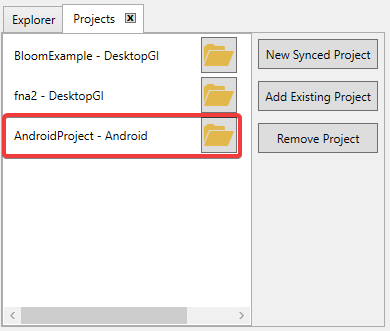 Explorer
Projects
BloomExample - DesktopGl
New Synced Project
fna2 - DesktopGl
Add Existing Project
AndroidProject - Android
Remove Project